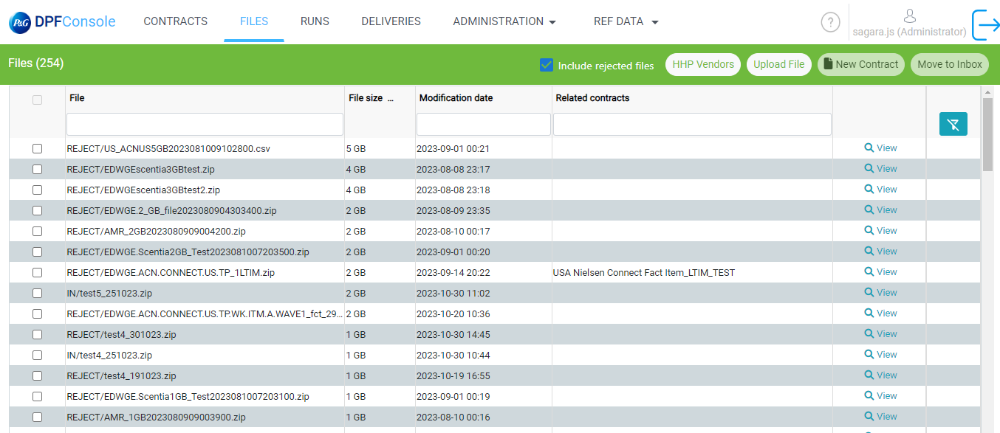 P&G DPFConsole CONTRACTS FILES RUNS DELIVERIES ADMINISTRATION REF DATA ? sagara.js (Administrator)
Files (254) Include rejected files HHP Vendors Upload File New Contract Move to Inbox
File File size ... Modification date Related contracts
REJECT/US_ACNUS5GB2023081009102800.csv 5 GB 2023-09-01 00:21 View
REJECT/EDWGEscentia3GBtest.zip 4 GB 2023-08-08 23:17 View
REJECT/EDWGEscentia3GBtest2.zip 4 GB 2023-08-08 23:18 View
REJECT/EDWGE.2_GB_file2023080904303400.zip 2 GB 2023-08-09 23:35 View
REJECT/AMR_2GB2023080909004200.zip 2 GB 2023-08-10 00:17 View
REJECT/EDWGE.Scentia2GB_Test2023081007203500.zip 2 GB 2023-09-01 00:20 View
REJECT/EDWGE.ACN.CONNECT.US.TP_1LTIM.zip 2 GB 2023-09-14 20:22 USA Nielsen Connect Fact Item_LTIM_TEST View
IN/test5_251023.zip 2 GB 2023-10-30 11:02 View
REJECT/EDWGE.ACN.CONNECT.US.TP.WK.ITM.A.WAVE1_fct_29... 2 GB 2023-10-20 10:36 View
REJECT/test4_301023.zip 1 GB 2023-10-30 14:45 View
IN/test4_251023.zip 1 GB 2023-10-30 10:44 View
REJECT/test4_191023.zip 1 GB 2023-10-19 16:55 View
REJECT/EDWGE.Scentia1GB_Test2023081007203100.zip 1 GB 2023-09-01 00:19 View
REJECT/AMR_1GB2023080909003900.zip 1 GB 2023-08-10 00:16 View